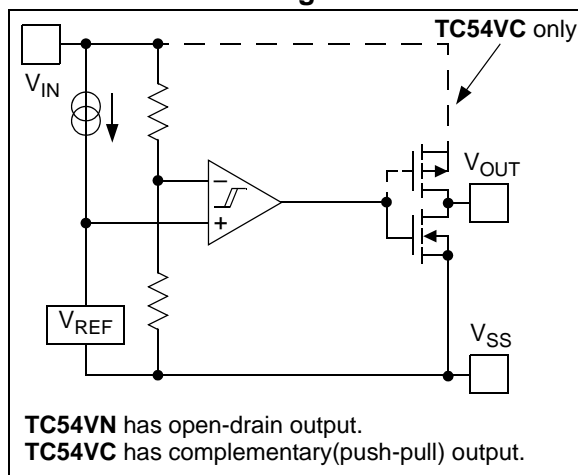 TC54VC only
VIN
VOUT
−
+
VREF
VSS
TC54VN has open-drain output.
TC54VC has complementary(push-pull) output.